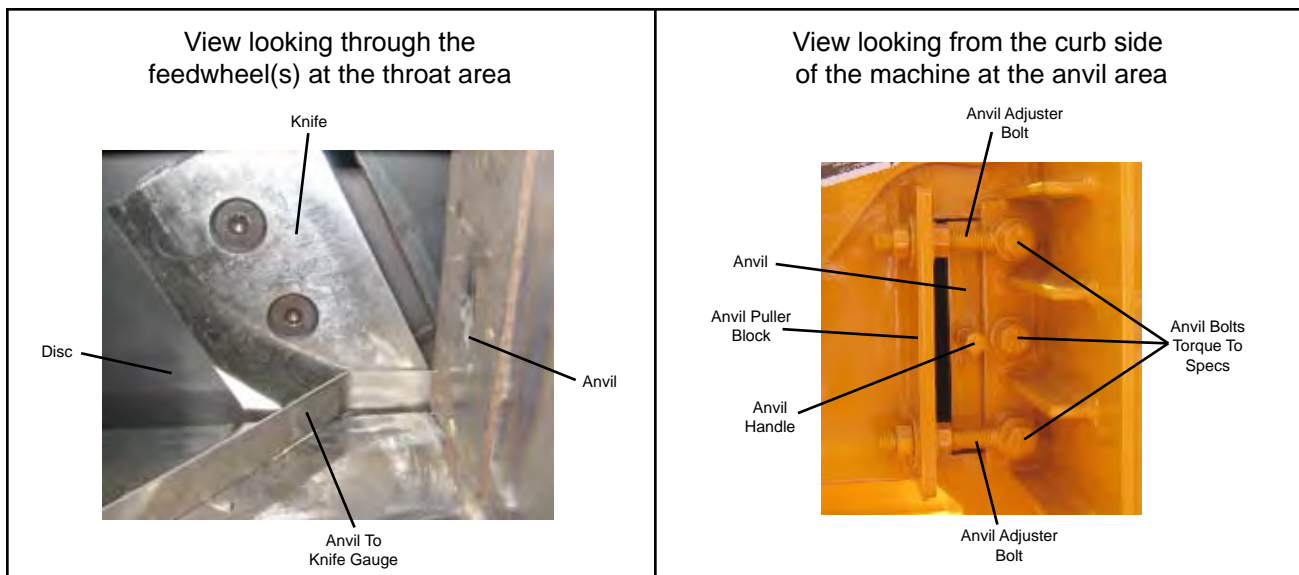 View looking through the
feedwheel(s) at the throat area
Knife
Disc
Anvil
Anvil To
Knife Gauge
View looking from the curb side
of the machine at the anvil area
Anvil Adjuster
Bolt
Anvil
Anvil Puller
Block
Anvil
Handle
Anvil Bolts
Torque To
Specs
Anvil Adjuster
Bolt